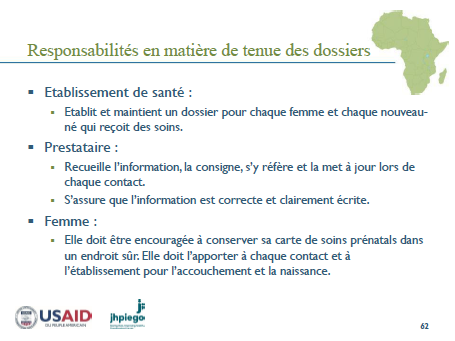 Responsabilités en matière de tenue des dossiers
▪ Etablissement de santé :
▪ Etablit et maintient un dossier pour chaque femme et chaque nouveau-
né qui reçoit des soins.
▪ Prestataire :
▪ Recueille l’information, la consigne, s’y réfère et la met à jour lors de
chaque contact.
▪ S’assure que l’information est correcte et clairement écrite.
▪ Femme :
▪ Elle doit être encouragée à conserver sa carte de soins prénatals dans
un endroit sûr. Elle doit l’apporter à chaque contact et à
l’établissement pour l’accouchement et la naissance.
USAID
jhpiego
62